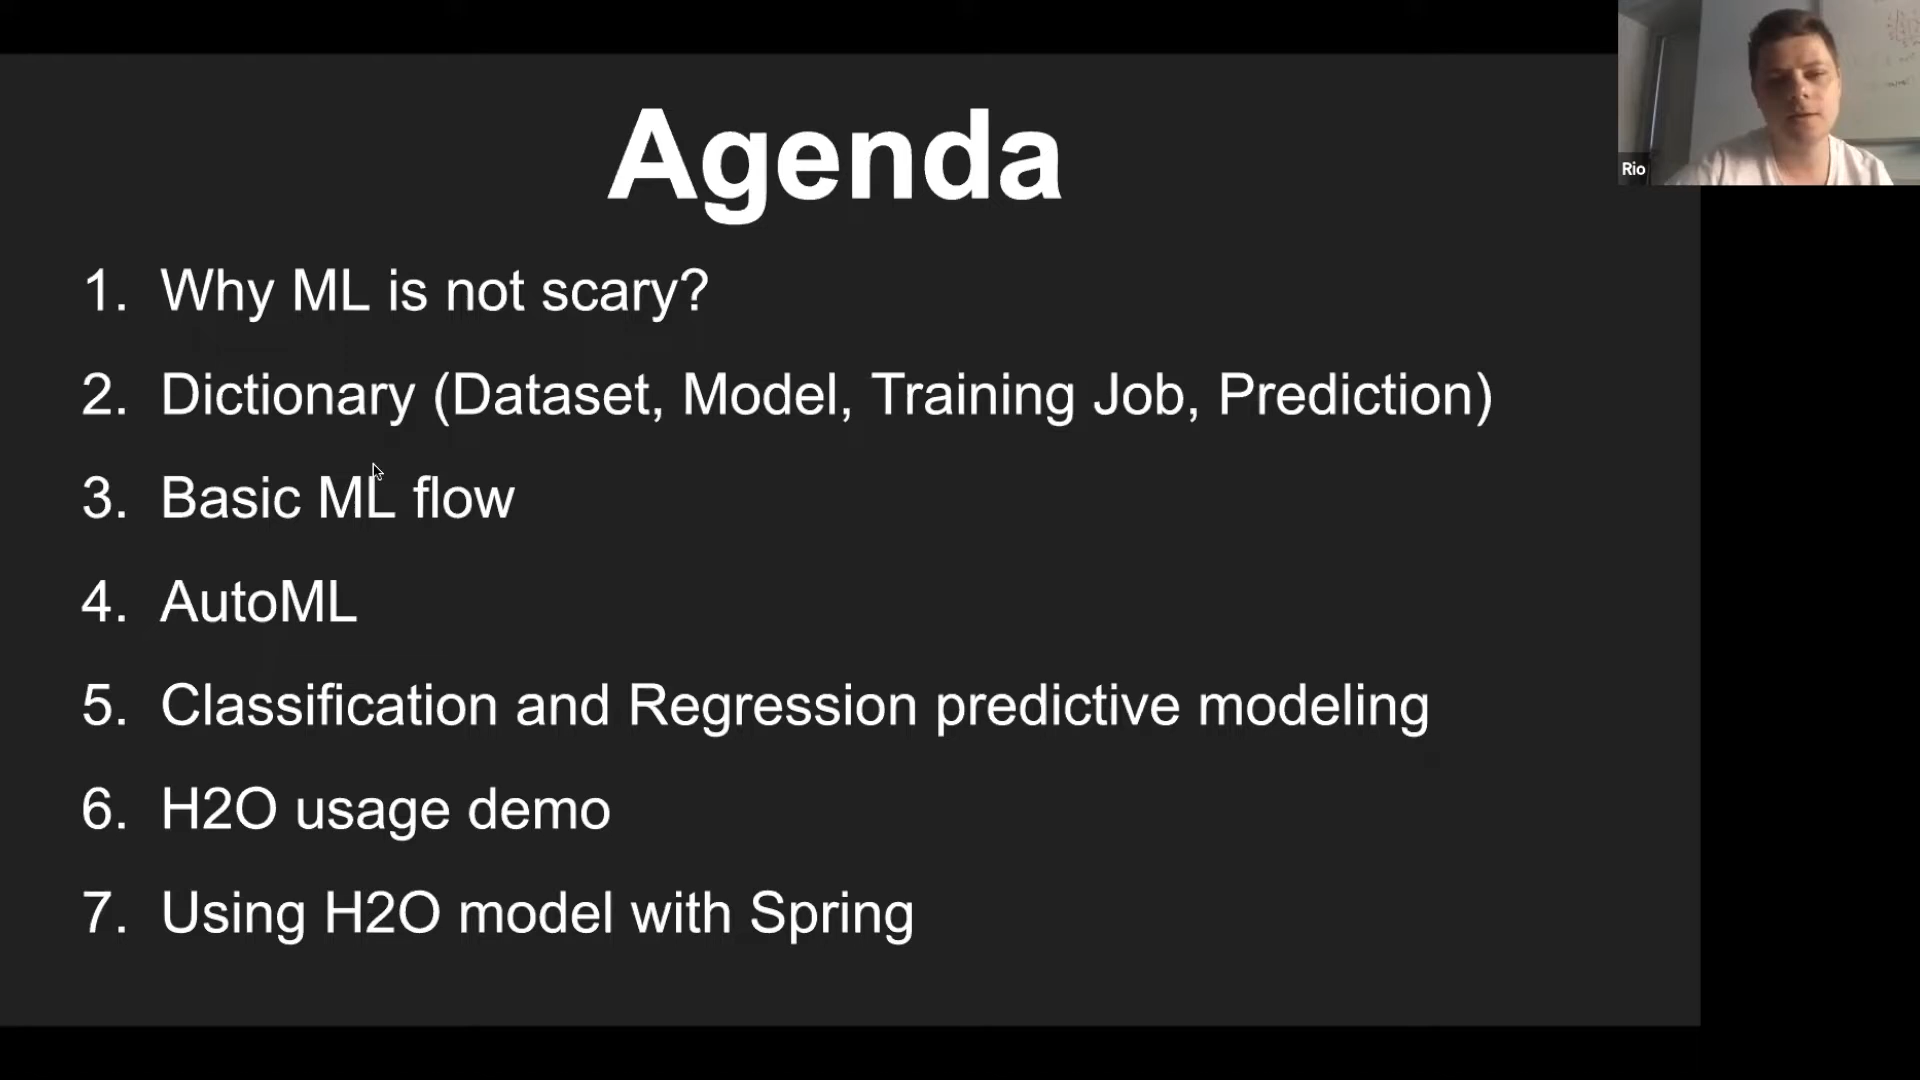 Agenda
1. Why ML is not scary?
2. Dictionary (Dataset, Model, Training Job, Prediction)
3. Basic ML flow
4. AutoML
5. Classification and Regression predictive modeling
6. H2O usage demo
7. Using H2O model with Spring
Rio